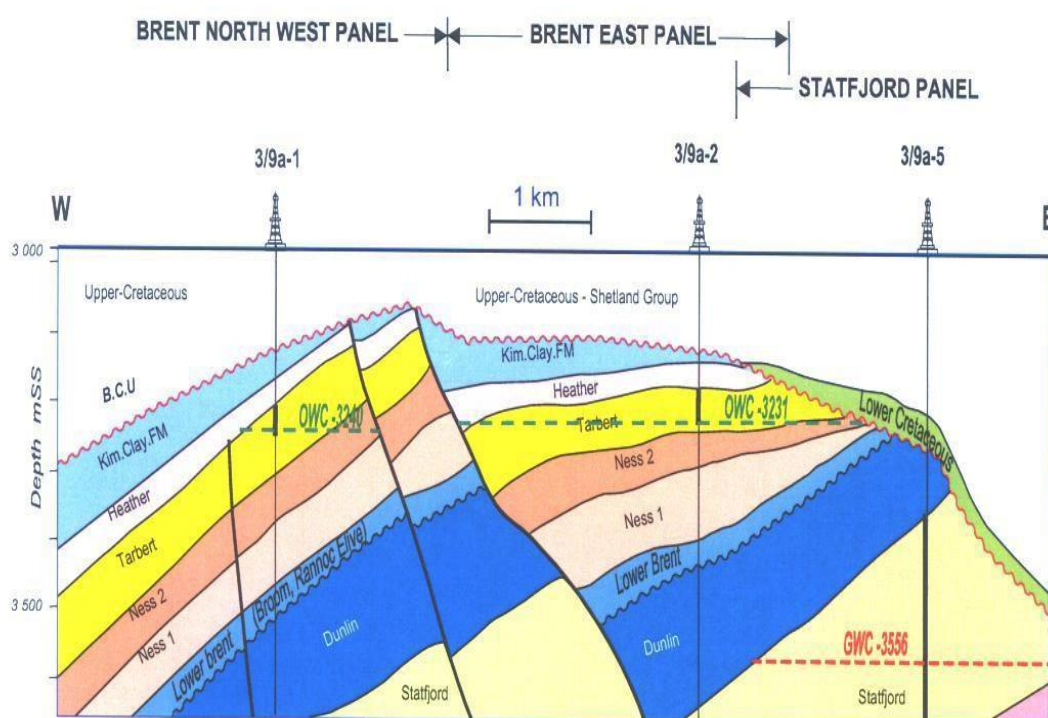 BRENT NORTH WEST PANEL
BRENT EAST PANEL
STATFJORD PANEL
3/9a-1
3/9a-2
3/9a-5
W
1 km
E
3 000
Upper-Cretaceous
Upper-Cretaceous - Shetland Group
Kim.Clay.FM
B.C.U
Heather
Lower Cretaceous
OWC -3240
OWC -3231
Kim.Clay.FM
Tarbert
Depth mSS
Ness 2
Heather
Ness 1
Tarbert
Lower Brent
3 500
Ness 2
(Broom, Rannoc Etive)
Ness 1
Lower brent
Dunlin
Dunlin
GWC -3556
Statfjord
Statfjord